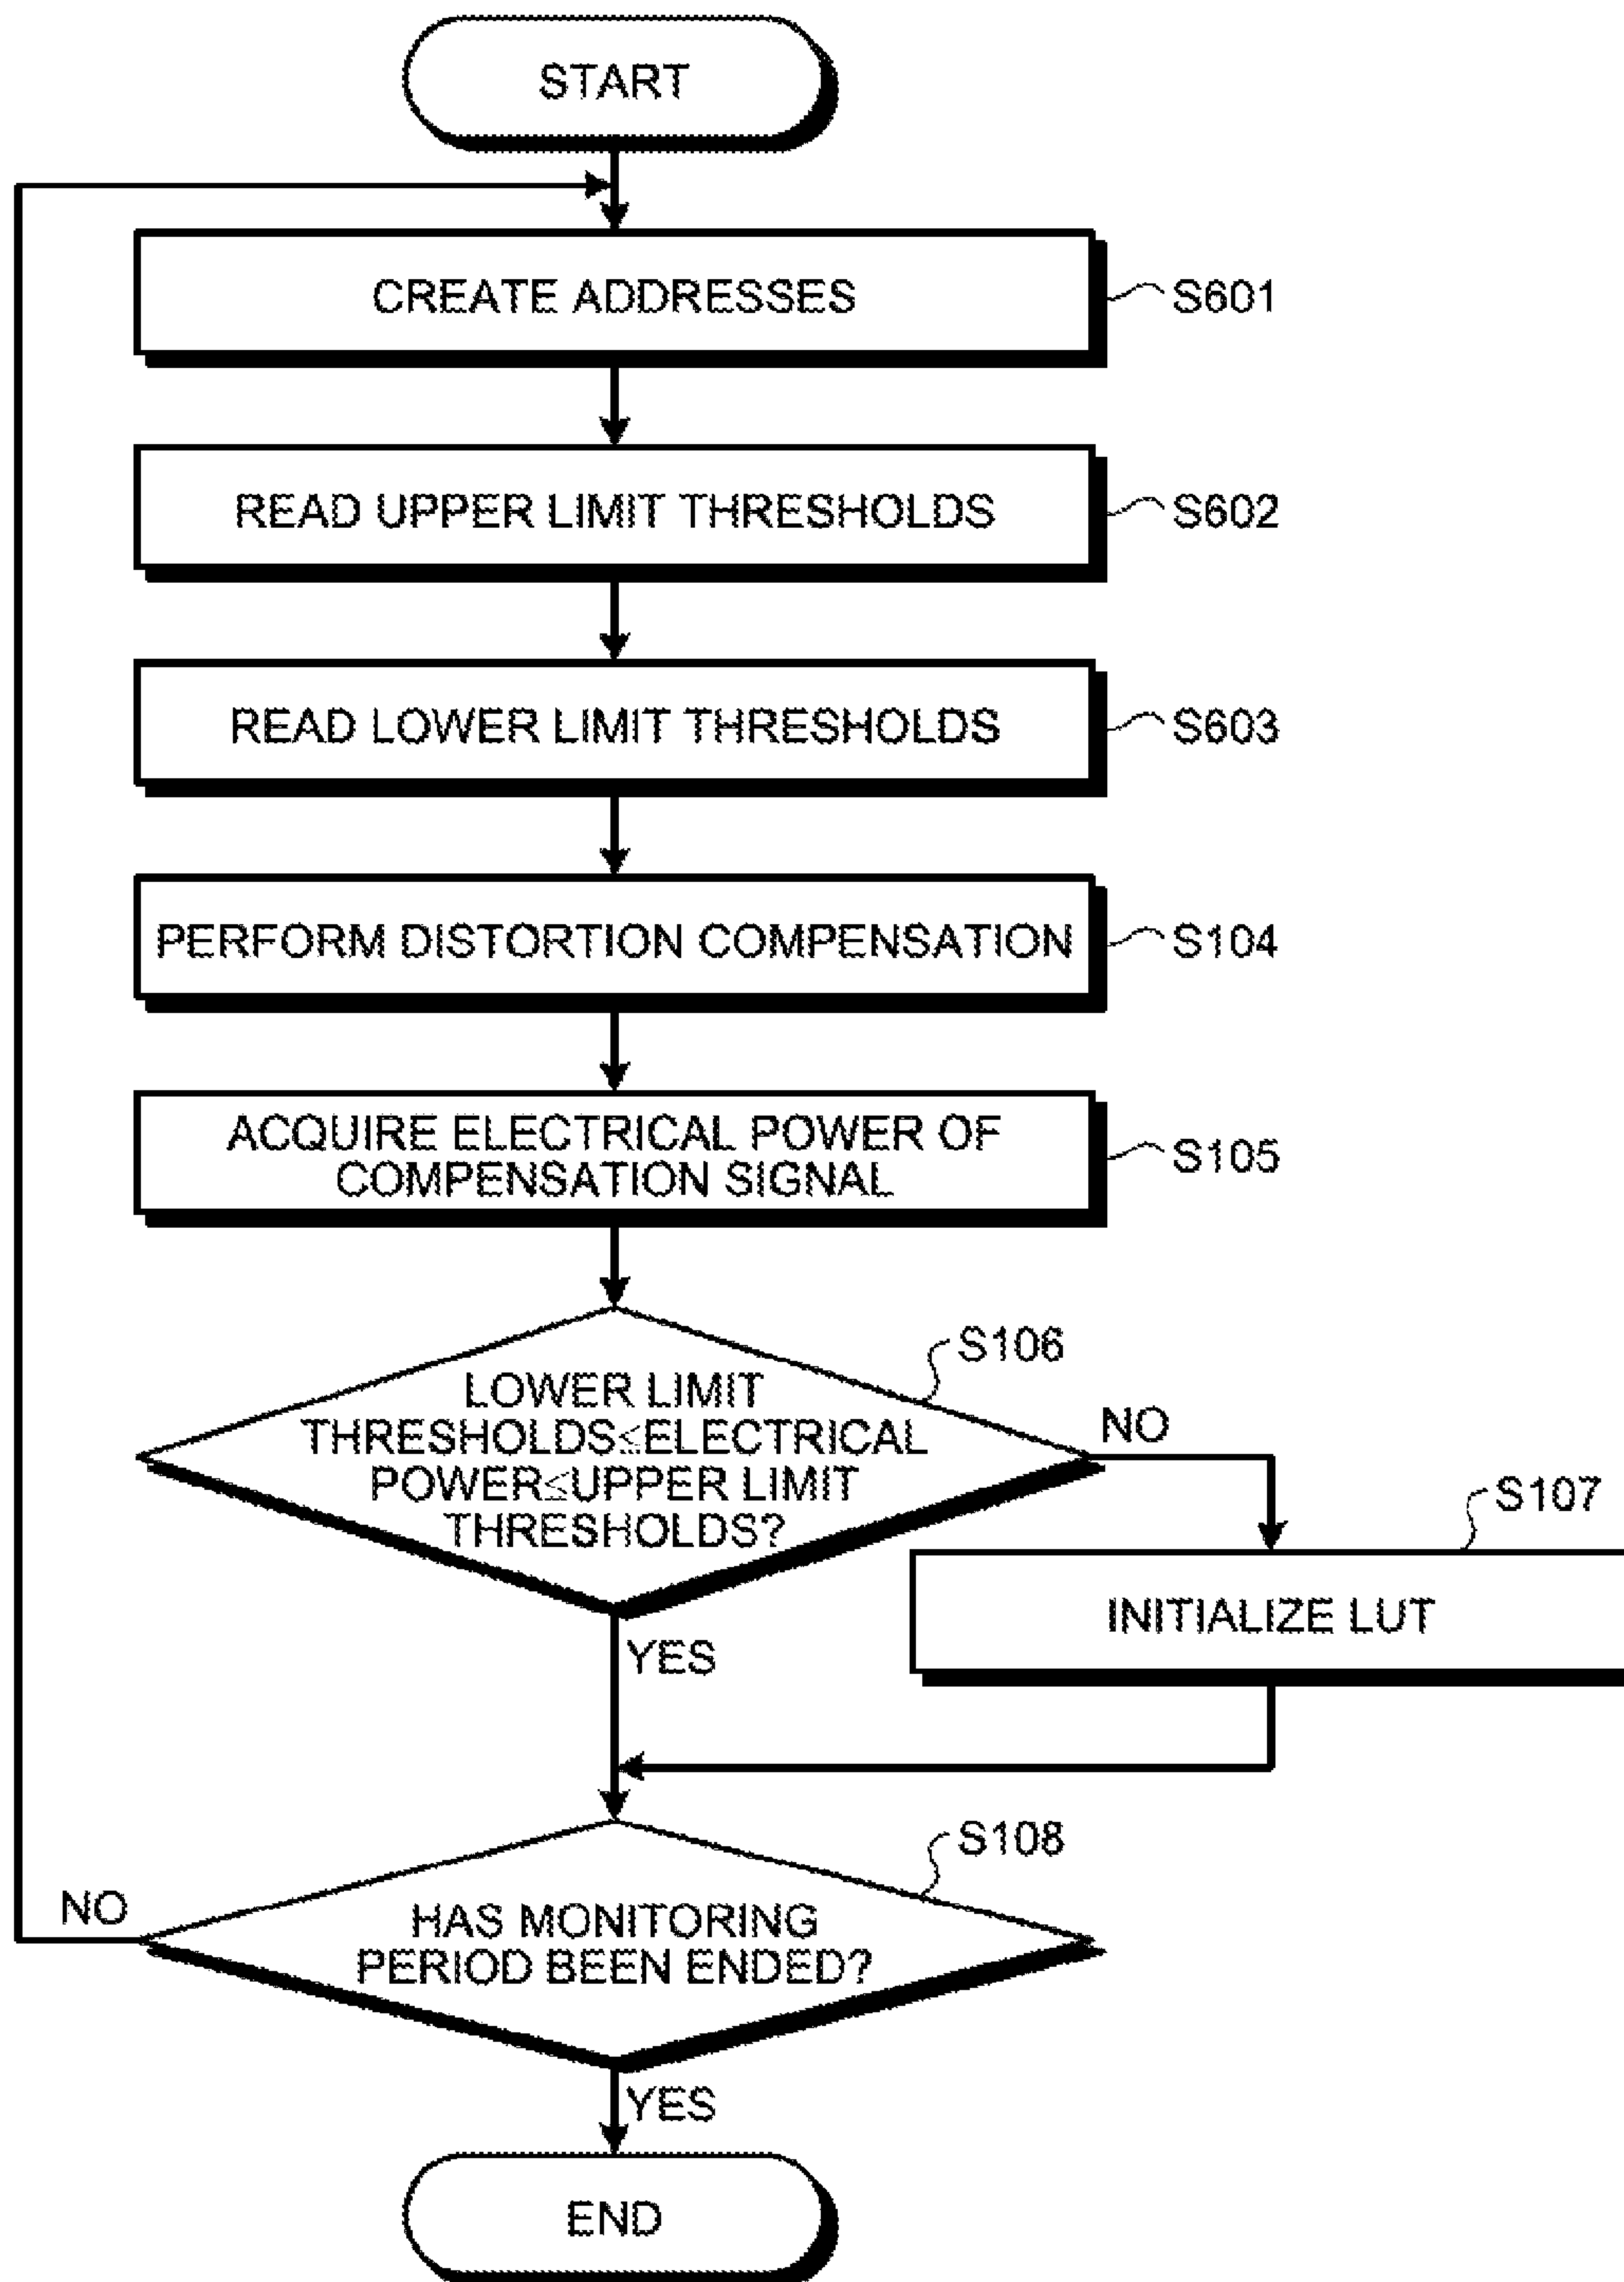 START
CREATE ADDRESSES
S601
READ UPPER LIMIT THRESHOLDS
S602
READ LOWER LIMIT THRESHOLDS
S603
PERFORM DISTORTION COMPENSATION
S104
ACQUIRE ELECTRICAL POWER OF
COMPENSATION SIGNAL
S105
S106
LOWER LIMIT
THRESHOLDS≤ELECTRICAL
POWER≤UPPER LIMIT
THRESHOLDS?
NO
S107
INITIALIZE LUT
YES
S108
NO
HAS MONITORING
PERIOD BEEN ENDED?
YES
END